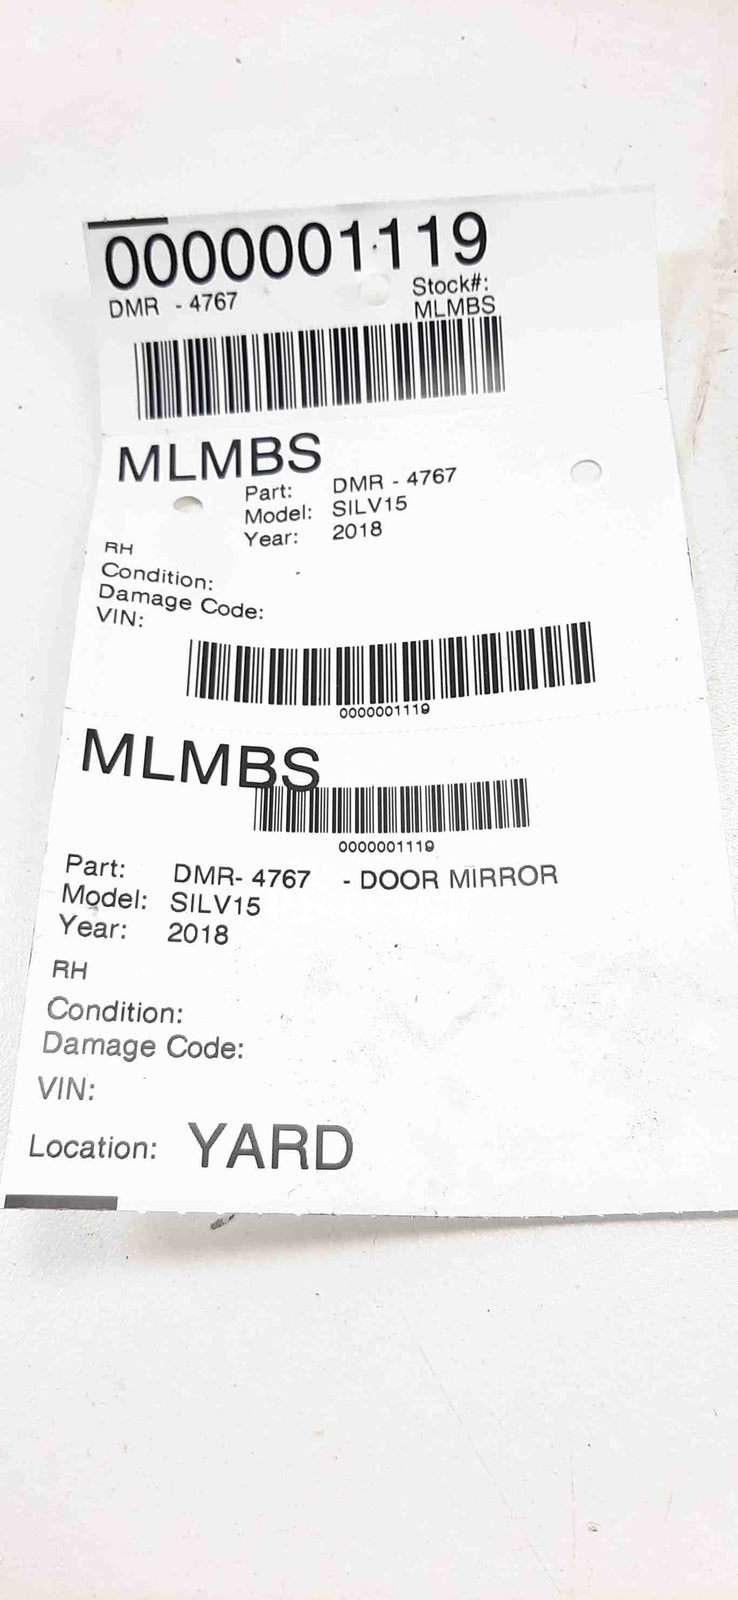 0000001119
DMR - 4767
Stock#:
MLMBS
MLMBS
Part: DMR - 4767
Model: SILV15
Year: 2018
RH
Condition: -
Damage Code:
VIN:
0000001119
MLMBS
0000001119
Part: DMR- 4767 - DOOR MIRROR
Model: SILV15
Year: 2018
RH
Condition:
Damage Code:
VIN:
Location: YARD